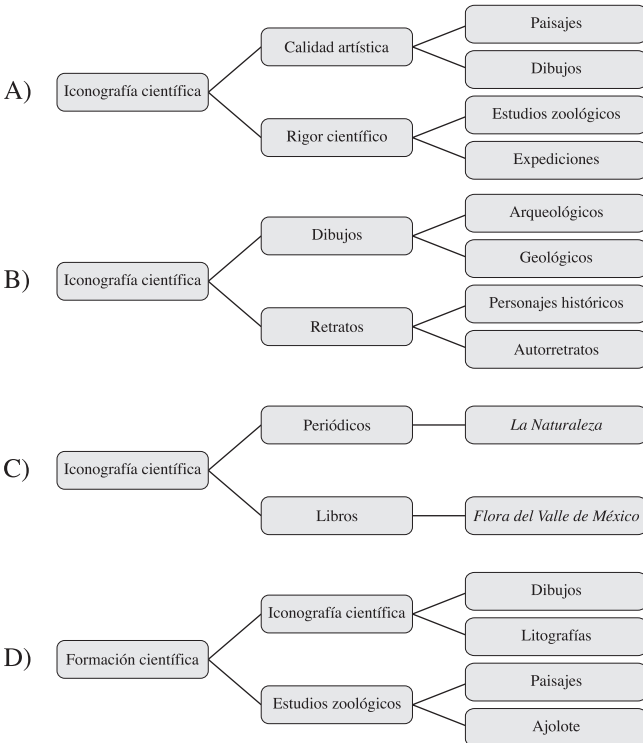 A)
Iconografía científica
Calidad artística
Paisajes
Dibujos
Rigor científico
Estudios zoológicos
Expediciones
B)
Iconografía científica
Dibujos
Arqueológicos
Geológicos
Retratos
Personajes históricos
Autorretratos
C)
Iconografía científica
Periódicos
La Naturaleza
Libros
Flora del Valle de México
D)
Formación científica
Iconografía científica
Dibujos
Litografías
Estudios zoológicos
Paisajes
Ajolote